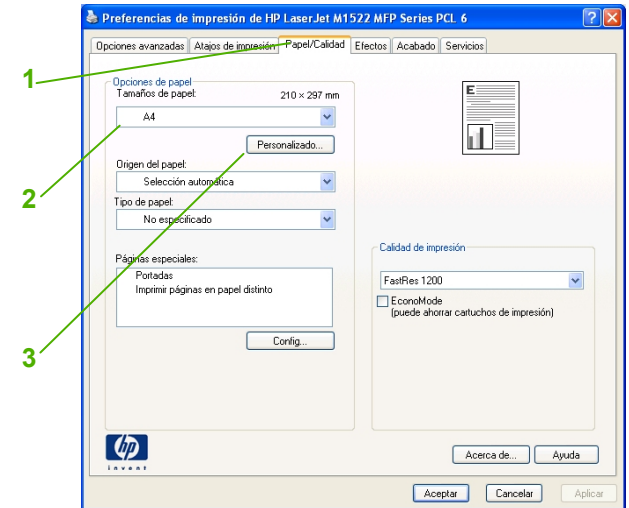 Preferencias de impresión de HP LaserJet M1522 MFP Series PCL 6
Opciones avanzadas Atajos de impresión Papel/Calidad Efectos Acabado Servicios
1
Opciones de papel
Tamaños de papel: 210 × 297 mm
A4
Personalizado...
2
Origen del papel:
Selección automática
Tipo de papel:
No especificado
Páginas especiales:
Portadas
Imprimir páginas en papel distinto
3
Config...
E
Calidad de impresión
FastRes 1200
EconoMode
(puede ahorrar cartuchos de impresión)
hp
invent
Acerca de... Ayuda
Aceptar Cancelar Aplicar